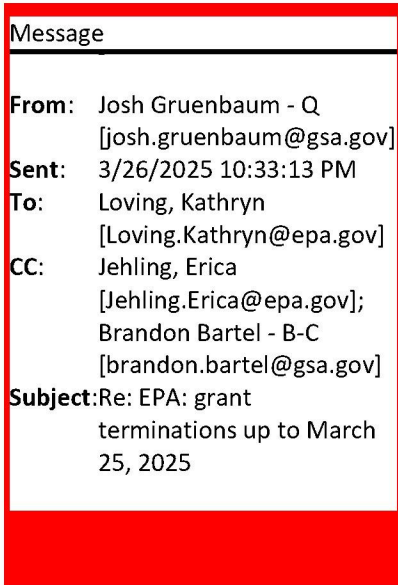 Message
From: Josh Gruenbaum - Q
[josh.gruenbaum@gsa.gov]
Sent: 3/26/2025 10:33:13 PM
To: Loving, Kathryn
[Loving.Kathryn@epa.gov]
CC: Jehling, Erica
[Jehling.Erica@epa.gov];
Brandon Bartel - B-C
[brandon.bartel@gsa.gov]
Subject:Re: EPA: grant
terminations up to March
25, 2025